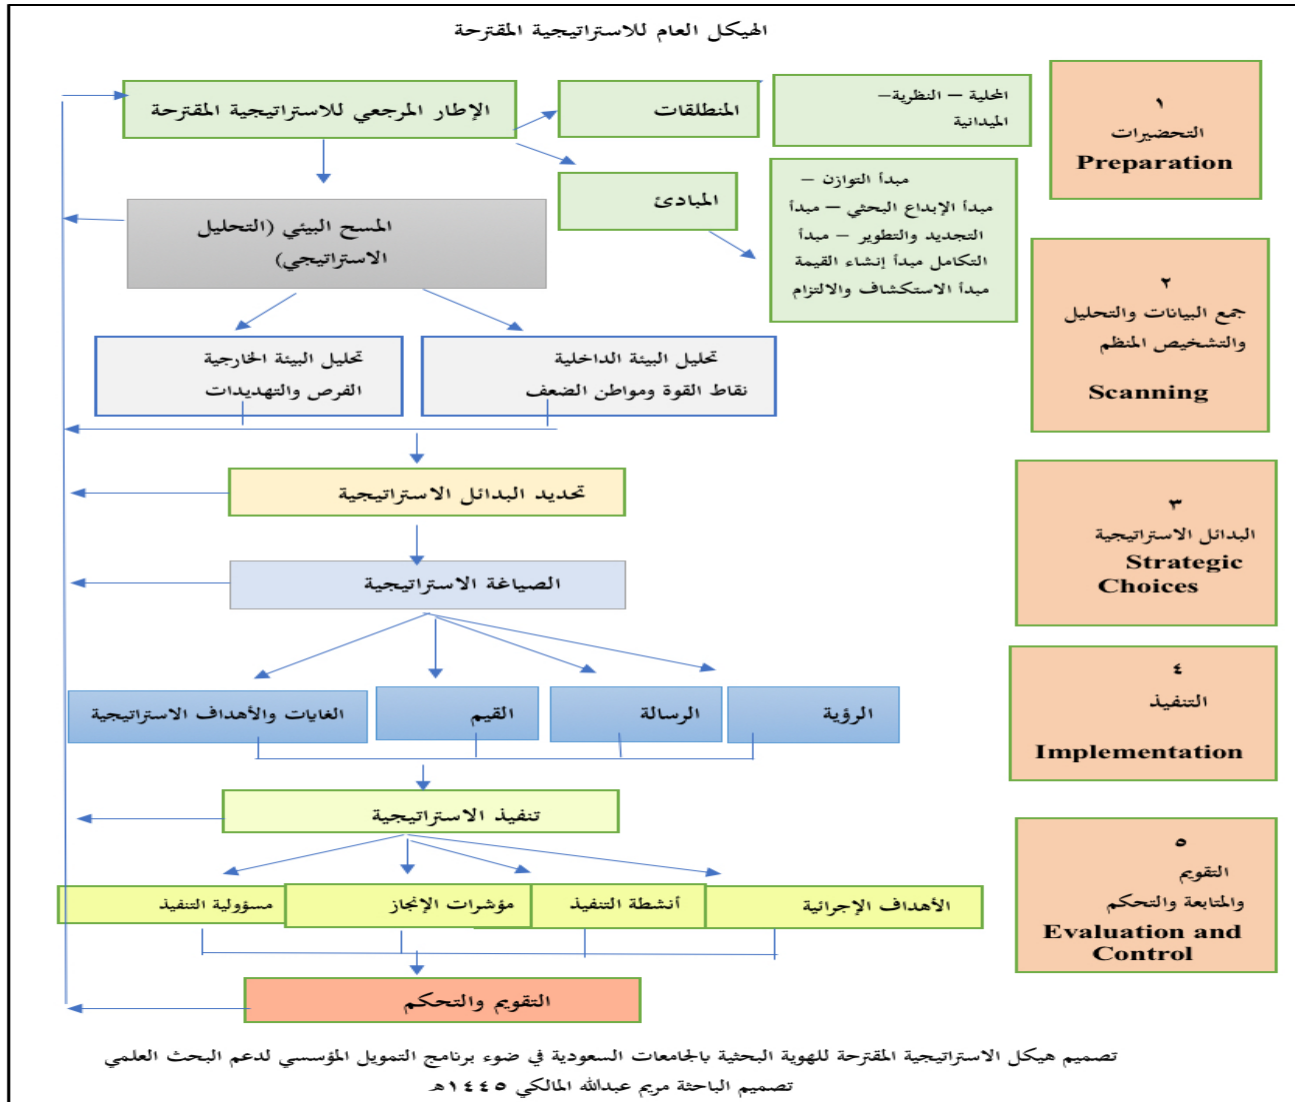 الهيكل العام للاستراتيجية المقترحة
١
التحضيرات
Preparation
المحلية – النظرية–
الميدانية
المنطلقات
الإطار المرجعي للاستراتيجية المقترحة
مبدأ التوازن –
مبدأ الإبداع البحثي – مبدأ
التجديد والتطوير – مبدأ
التكامل مبدأ إنشاء القيمة
مبدأ الاستكشاف والالتزام
المبادئ
المسح البيئي (التحليل
الاستراتيجي)
٢
جمع البيانات والتحليل
والتشخيص المنظم
Scanning
تحليل البيئة الداخلية
نقاط القوة ومواطن الضعف
تحليل البيئة الخارجية
الفرص والتهديدات
٣
البدائل الاستراتيجية
Strategic
Choices
تحديد البدائل الاستراتيجية
الصياغة الاستراتيجية
٤
التنفيذ
Implementation
الرؤية
الرسالة
القيم
الغايات والأهداف الاستراتيجية
تنفيذ الاستراتيجية
٥
التقويم
والمتابعة والتحكم
Evaluation and
Control
الأهداف الإجرائية
أنشطة التنفيذ
مؤشرات الإنجاز
مسؤولية التنفيذ
التقويم والتحكم
تصميم هيكل الاستراتيجية المقترحة للهوية البحثية بالجامعات السعودية في ضوء برنامج التمويل المؤسسي لدعم البحث العلمي
تصميم الباحثة مريم عبدالله المالكي ١٤٤٥هـ